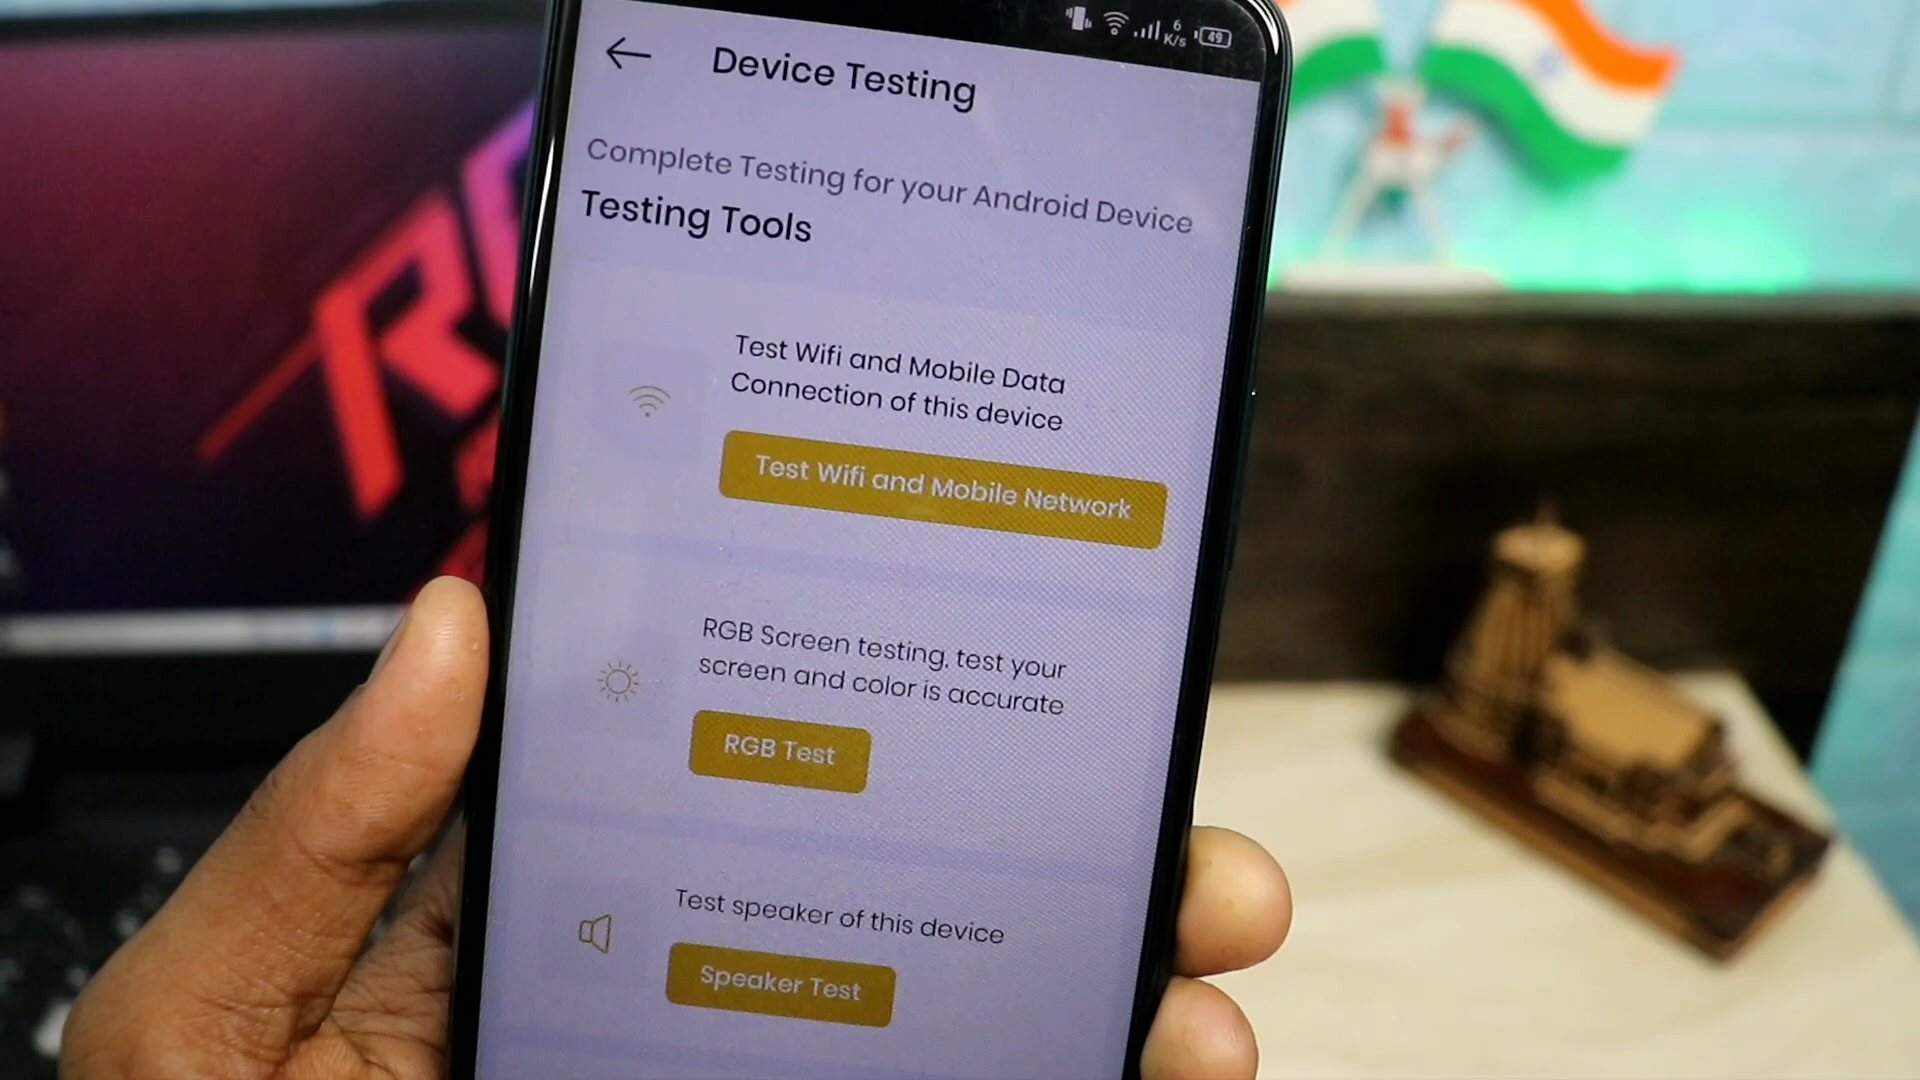 6
K/s
49
Device Testing
Complete Testing for your Android Device
Testing Tools
Test Wifi and Mobile Data
Connection of this device
Test Wifi and Mobile Network
RGB Screen testing, test your
screen and color is accurate
RGB Test
Test speaker of this device
Speaker Test